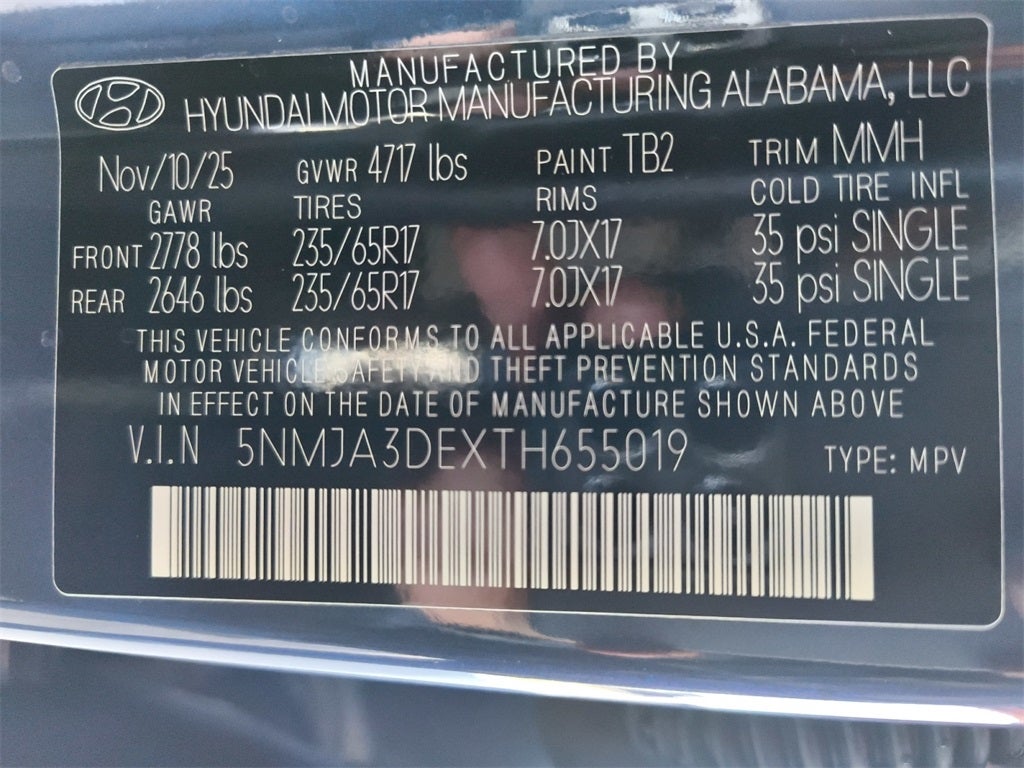 MANUFACTURED BY
HYUNDAI MOTOR MANUFACTURING ALABAMA, LLC
Nov/10/25 GVWR 4717 lbs PAINT TB2 TRIM MMH
GAWR TIRES RIMS COLD TIRE INFL
FRONT 2778 lbs 235/65R17 7.0JX17 35 psi SINGLE
REAR 2646 lbs 235/65R17 7.0JX17 35 psi SINGLE
THIS VEHICLE CONFORMS TO ALL APPLICABLE U.S.A. FEDERAL
MOTOR VEHICLE SAFETY AND THEFT PREVENTION STANDARDS
IN EFFECT ON THE DATE OF MANUFACTURE SHOWN ABOVE
V.I.N 5NMJA3DEXTH655019 TYPE: MPV